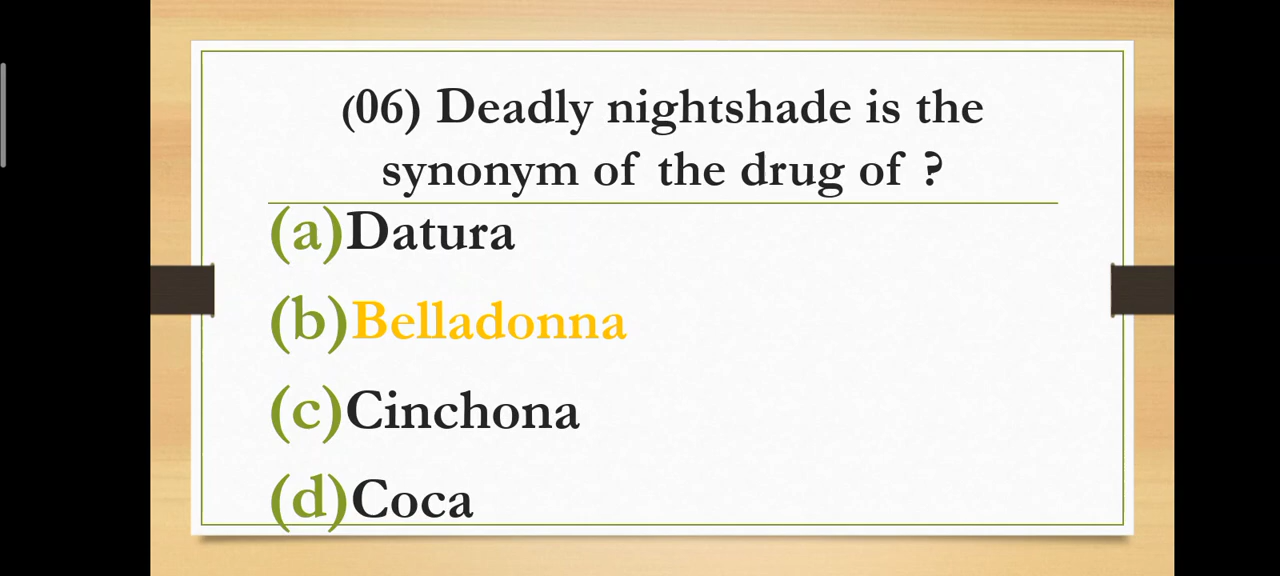 (06) Deadly nightshade is the
synonym of the drug of ?
(a)Datura
(b)Belladonna
(c)Cinchona
(d)Coca